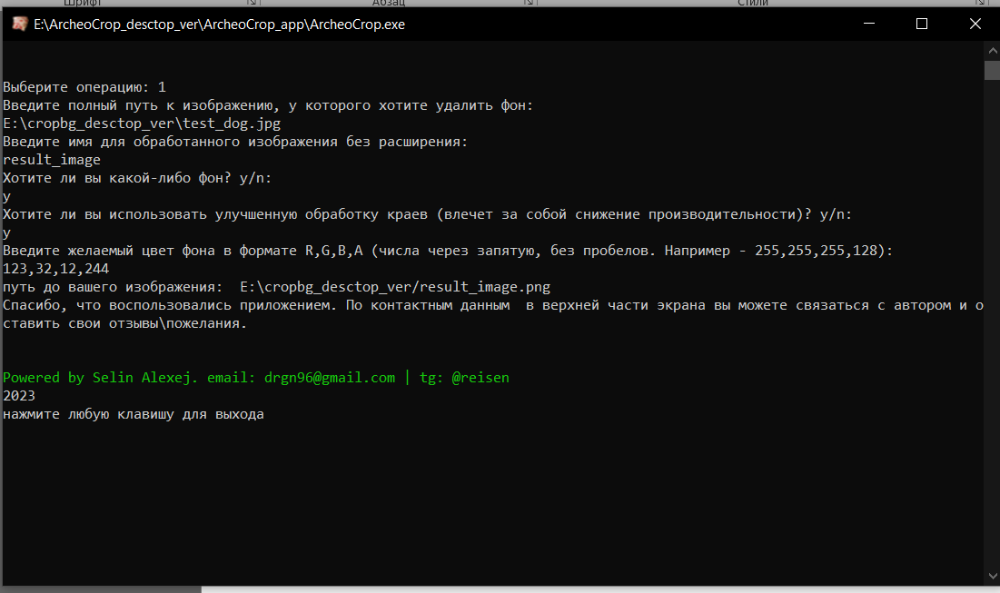 Шрифт Абзац Стили
E:\ArcheoCrop_desctop_ver\ArcheoCrop_app\ArcheoCrop.exe
Выберите операцию: 1
Введите полный путь к изображению, у которого хотите удалить фон:
E:\cropbg_desctop_ver\test_dog.jpg
Введите имя для обработанного изображения без расширения:
result_image
Хотите ли вы какой-либо фон? y/n:
y
Хотите ли вы использовать улучшенную обработку краев (влечет за собой снижение производительности)? y/n:
y
Введите желаемый цвет фона в формате R,G,B,A (числа через запятую, без пробелов. Например - 255,255,255,128):
123,32,12,244
путь до вашего изображения:  E:\cropbg_desctop_ver/result_image.png
Спасибо, что воспользовались приложением. По контактным данным  в верхней части экрана вы можете связаться с автором и о
ставить свои отзывы\пожелания.
Powered by Selin Alexej. email: drgn96@gmail.com | tg: @reisen
2023
нажмите любую клавишу для выхода